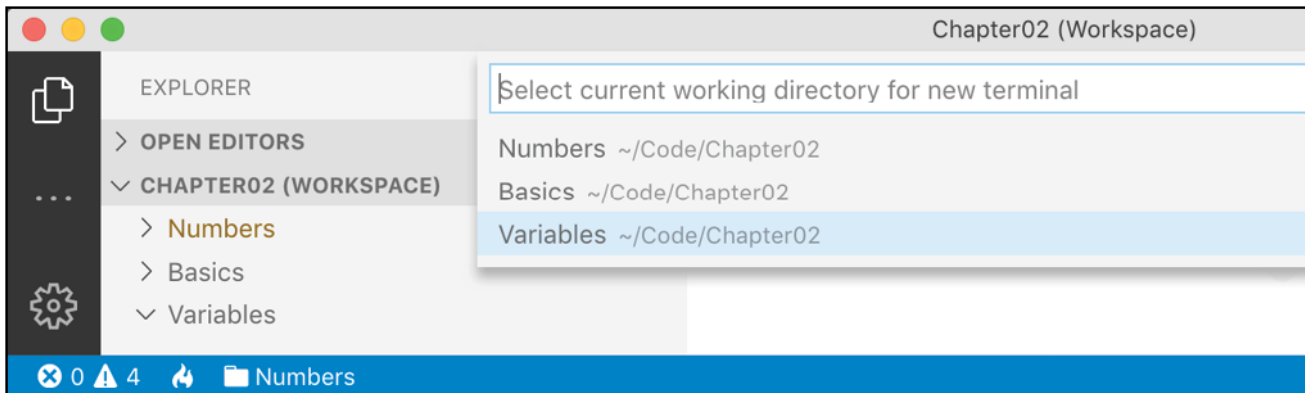 Chapter02 (Workspace)
EXPLORER
OPEN EDITORS
CHAPTER02 (WORKSPACE)
Numbers
Basics
Variables
Select current working directory for new terminal
Numbers ~/Code/Chapter02
Basics ~/Code/Chapter02
Variables ~/Code/Chapter02
0 4 Numbers